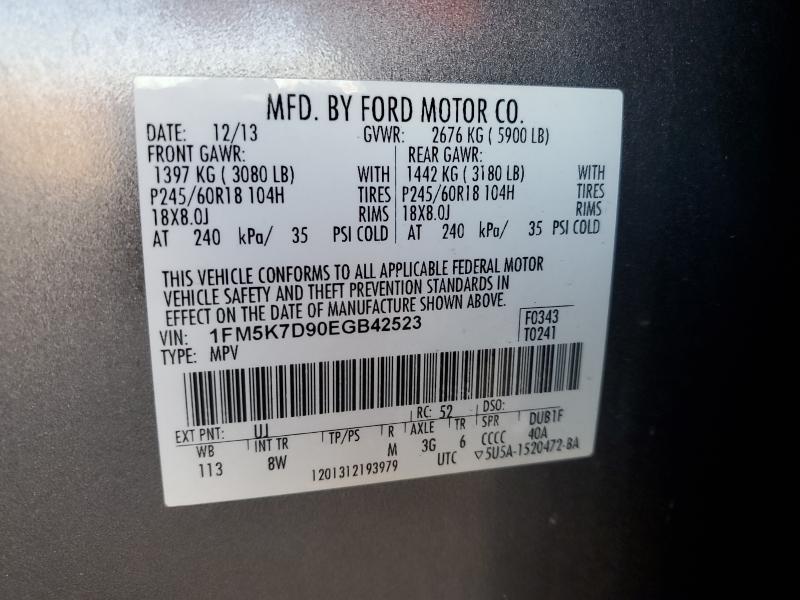 MFD. BY FORD MOTOR CO.
DATE: 12/13 GVWR: 2676 KG ( 5900 LB)
FRONT GAWR: REAR GAWR:
1397 KG ( 3080 LB) WITH 1442 KG ( 3180 LB) WITH
P245/60R18 104H TIRES P245/60R18 104H TIRES
18X8.0J RIMS 18X8.0J RIMS
AT 240 kPa/ 35 PSI COLD AT 240 kPa/ 35 PSI COLD
THIS VEHICLE CONFORMS TO ALL APPLICABLE FEDERAL MOTOR
VEHICLE SAFETY AND THEFT PREVENTION STANDARDS IN
EFFECT ON THE DATE OF MANUFACTURE SHOWN ABOVE.
VIN: 1FM5K7D90EGB42523 F0343
TYPE: MPV T0241
RC: 52 DSO:
EXT PNT: UJ DUB1F
WB INT TR TP/PS R AXLE TR SPR 40A
113 8W M 3G 6 CCCC
1201312193979 UTC ▽5U5A-1520472-BA